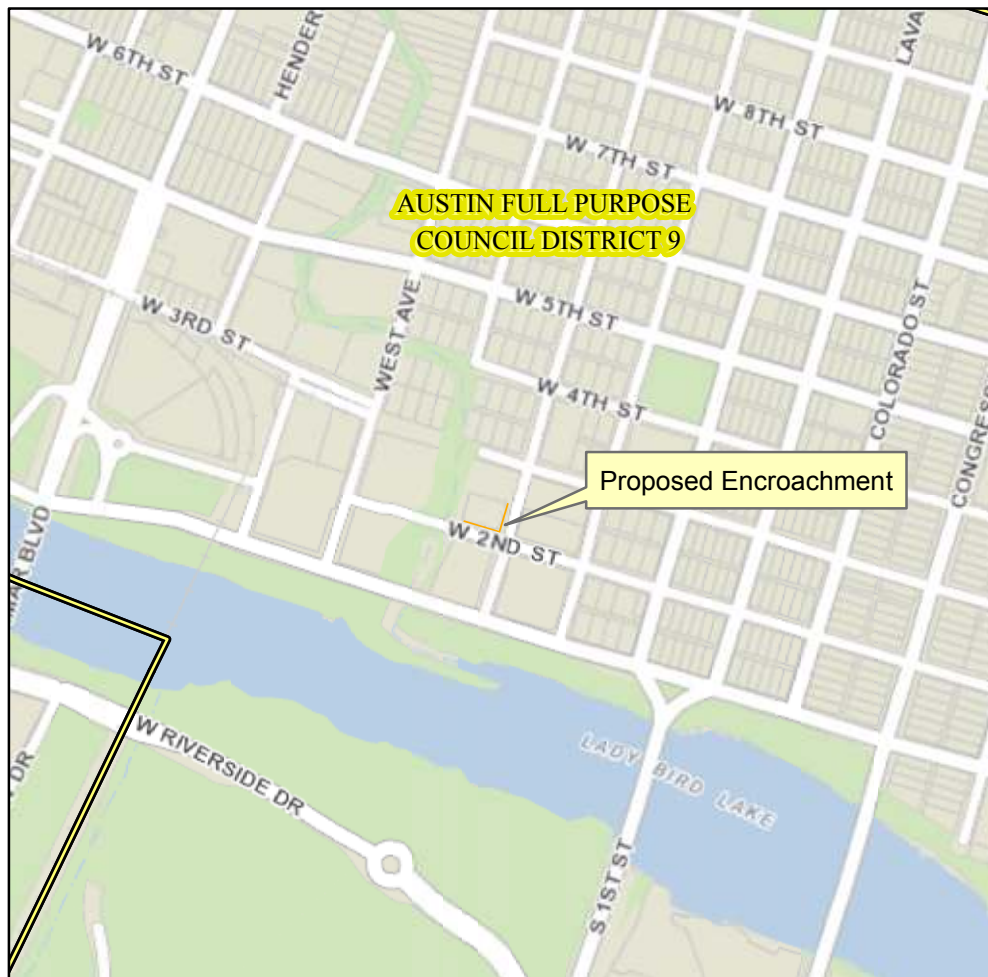 W 6TH ST
HENDER
LAVA
W 8TH ST
W 7TH ST
AUSTIN FULL PURPOSE
COUNCIL DISTRICT 9
W 5TH ST
W 3RD ST
WEST AVE
COLORADO ST
W 4TH ST
CONGRESS
Proposed Encroachment
W 2ND ST
MAR BLVD
W RIVERSIDE DR
LADY BIRD LAKE
DR
S 1ST ST